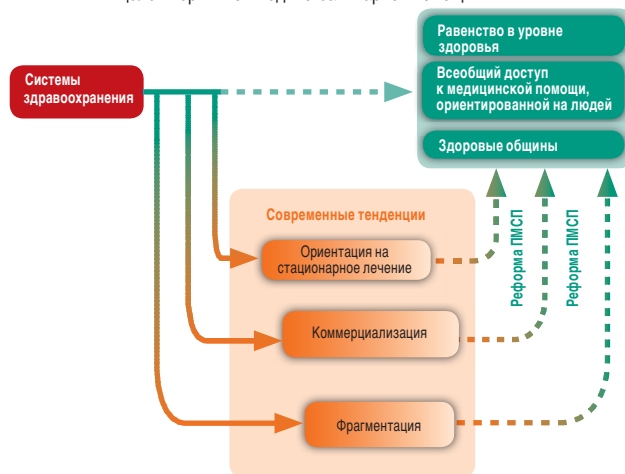 Равенство в уровне
здоровья
Системы
здравоохранения
Всеобщий доступ
к медицинской помощи,
ориентированной на людей
Здоровые общины
Современные тенденции
Ориентация на
стационарное лечение
Реформа ПМСП
Реформа ПМСП
Коммерциализация
Фрагментация